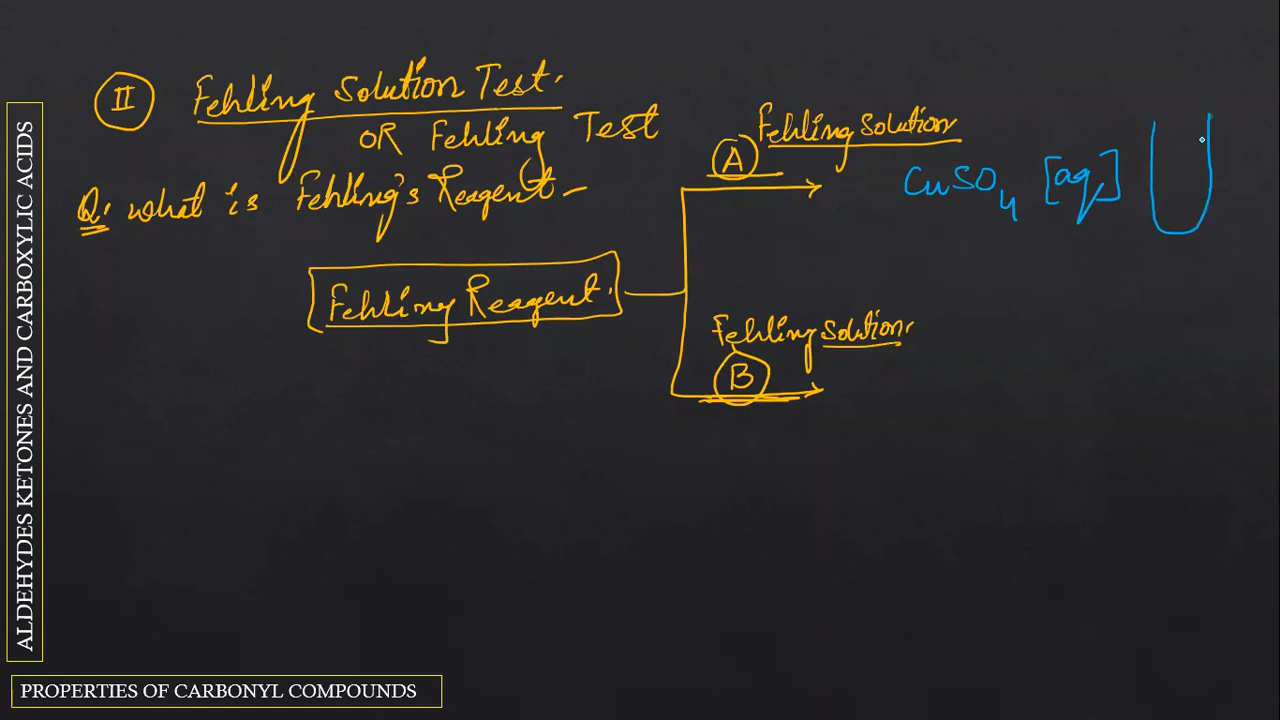 II Fehling Solution Test.
OR Fehling Test
Q. What is Fehling's Reagent -
Fehling Reagent.
Fehling Solution
A
CuSO4 [aq]
Fehling Solution.
B
ALDEHYDES KETONES AND CARBOXYLIC ACIDS
PROPERTIES OF CARBONYL COMPOUNDS